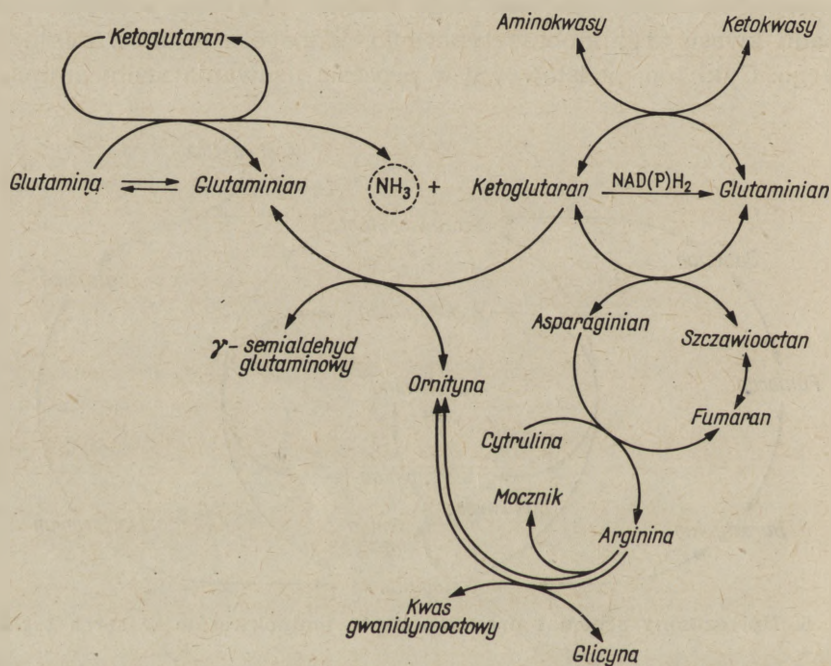 Aminokwasy Ketokwasy
Ketoglutaran
Glutamina Glutaminian NH3 + Ketoglutaran NAD(P)H2 Glutaminian
Asparaginian
Szczawiooctan
γ - semialdehyd
glutaminowy
Ornityna
Fumaran
Cytrulina
Mocznik
Arginina
Kwas
gwanidynooctowy
Glicyna